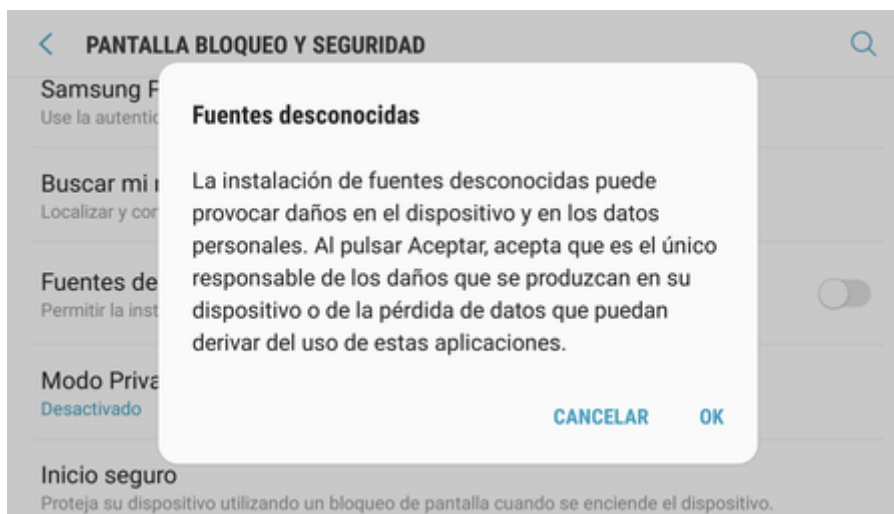 PANTALLA BLOQUEO Y SEGURIDAD
Samsung
Use la
Fuentes desconocidas
Buscar mi
Localizar y
La instalación de fuentes desconocidas puede
provocar daños en el dispositivo y en los datos
personales. Al pulsar Aceptar, acepta que es el único
responsable de los daños que se produzcan en su
dispositivo o de la pérdida de datos que puedan
derivar del uso de estas aplicaciones.
Fuentes de
Permitir la
Modo
Desactivado
CANCELAR OK
Inicio seguro
Proteja su dispositivo utilizando un bloqueo de pantalla cuando se enciende el dispositivo.